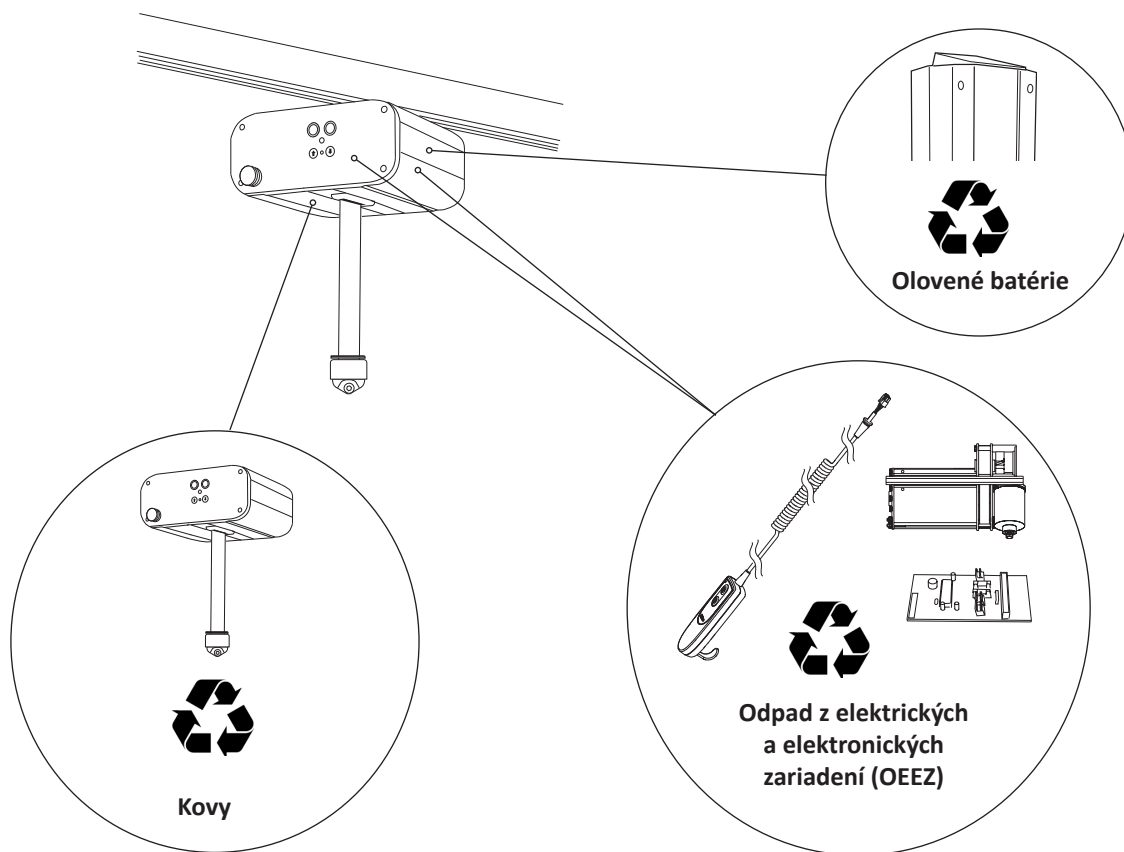 Olovené batérie
Odpad z elektrických
a elektronických
zariadení (OEEZ)
Kovy